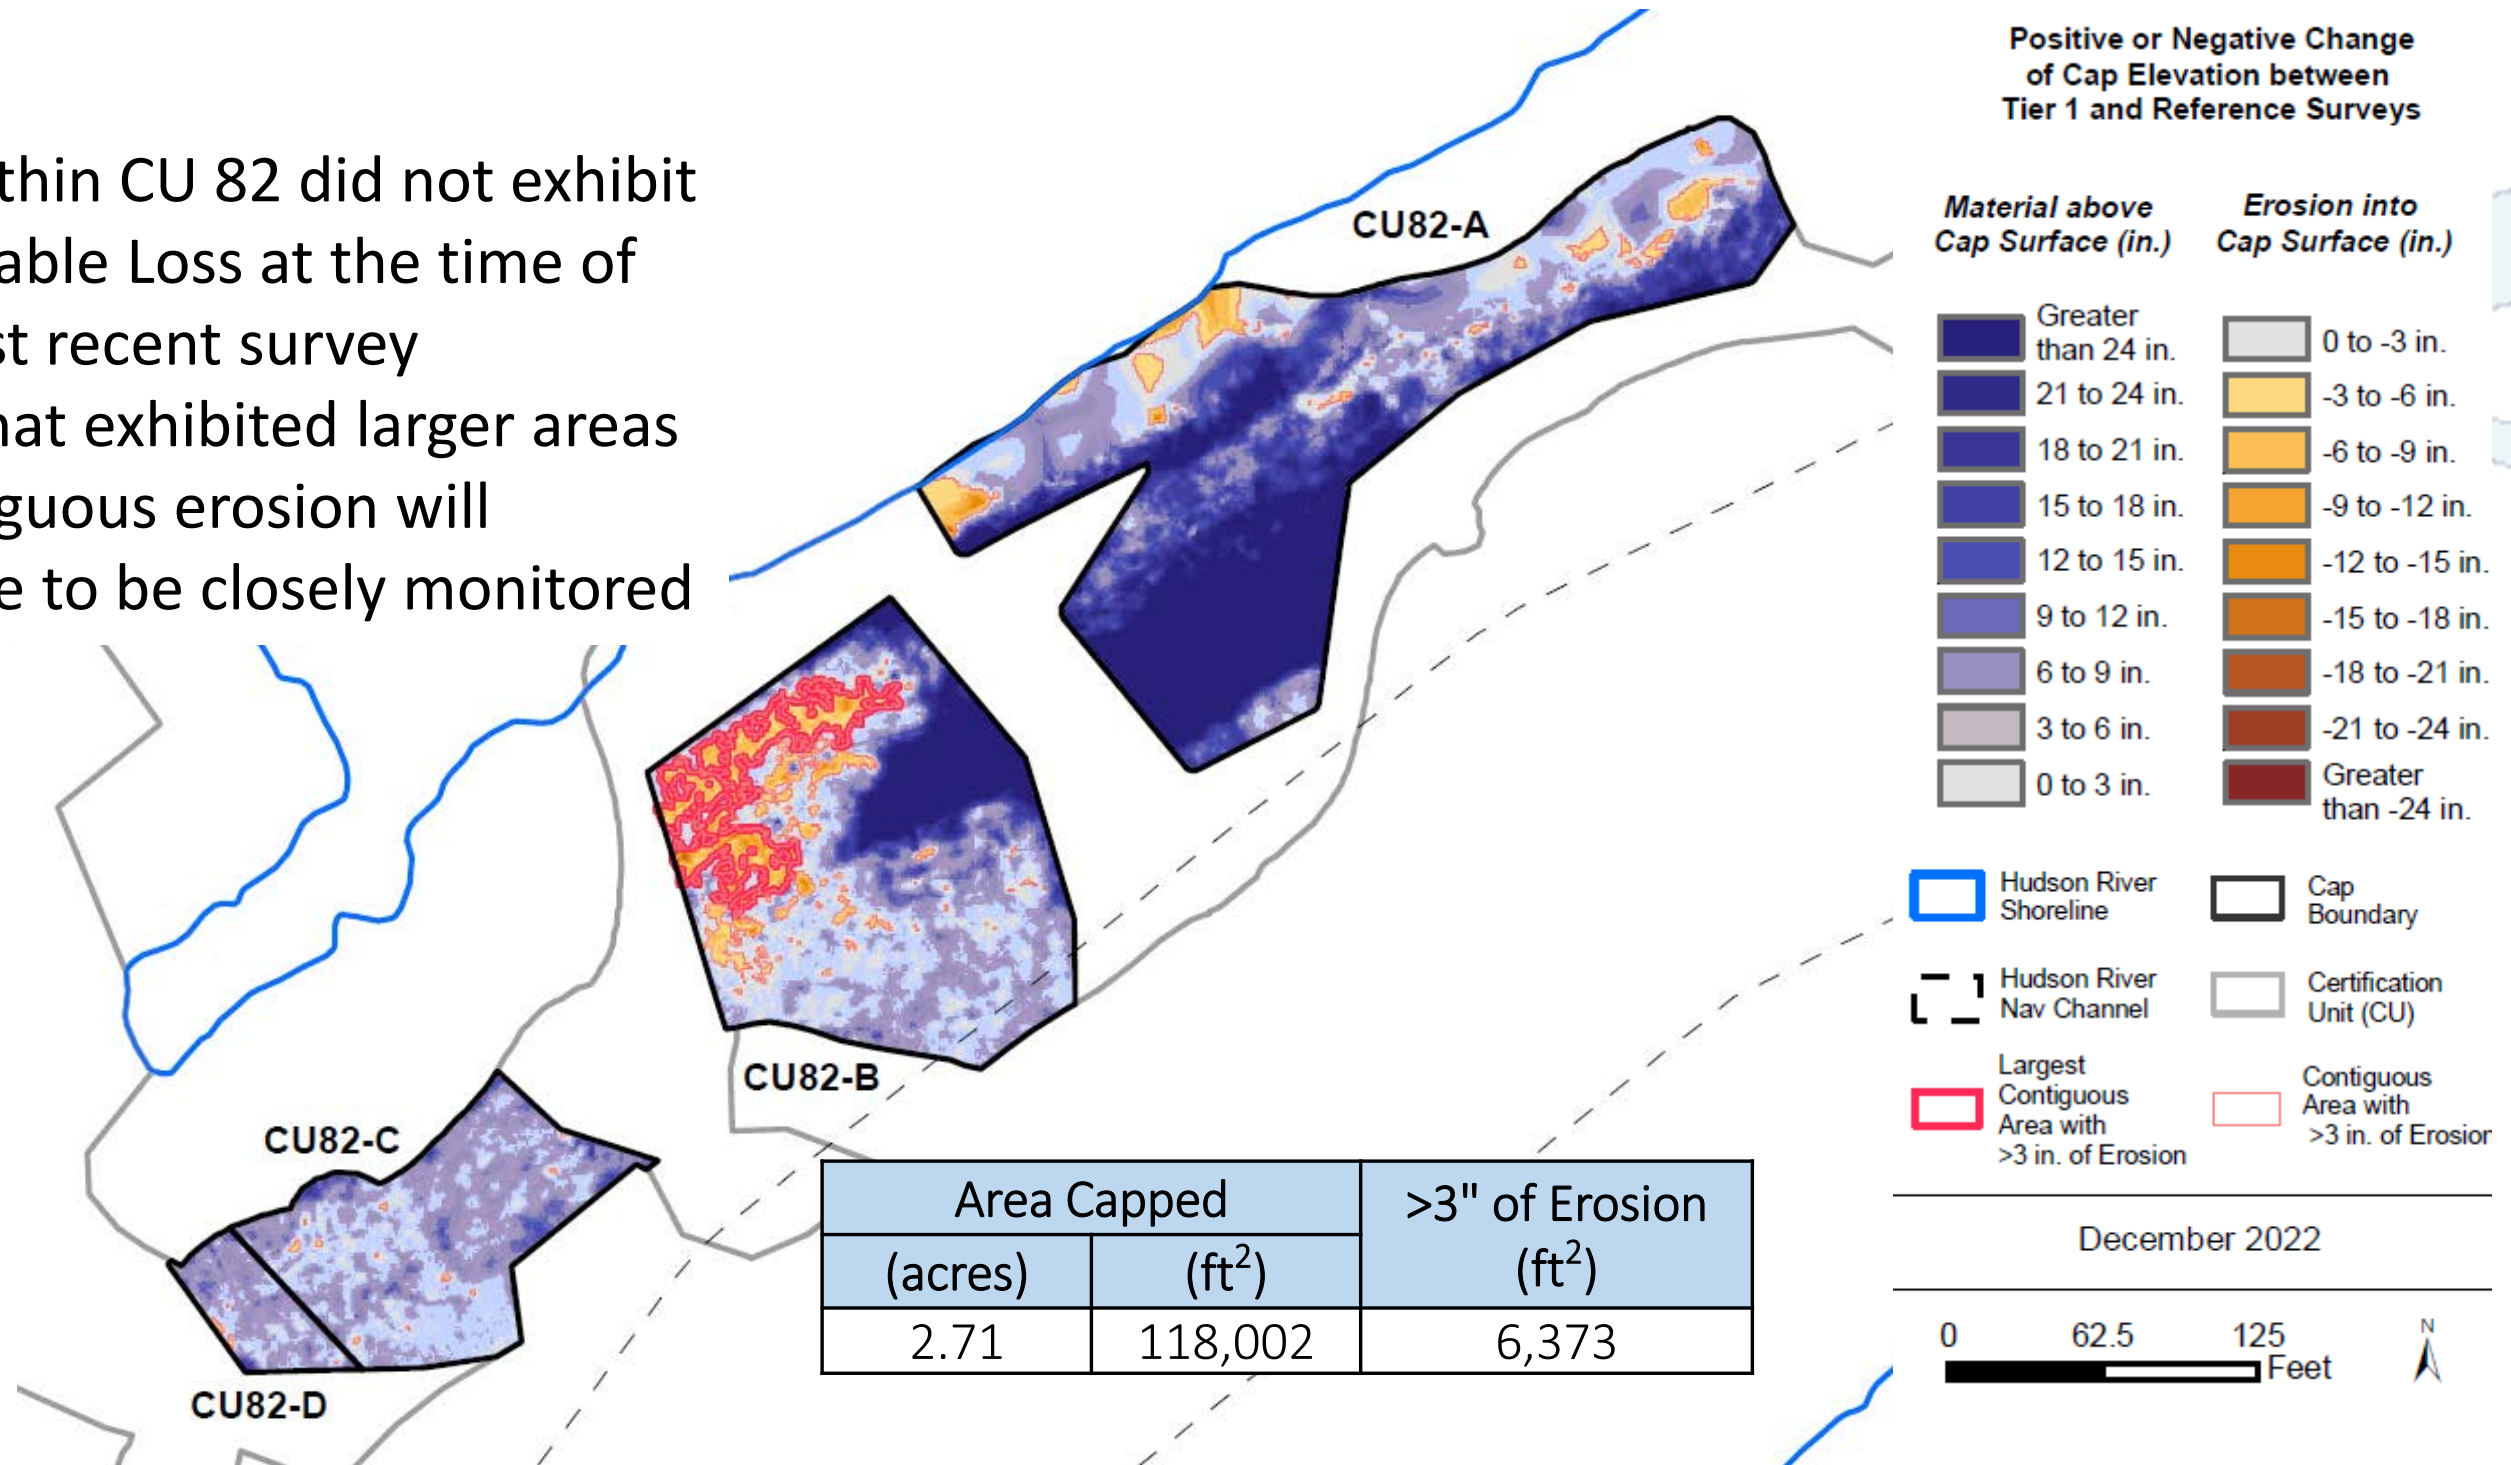 thin CU 82 did not exhibit
able Loss at the time of
st recent survey
hat exhibited larger areas
guous erosion will
e to be closely monitored
CU82-A
CU82-B
CU82-C
CU82-D
Area Capped
>3" of Erosion
(ft²)
(acres)
(ft²)
2.71
118,002
6,373
Positive or Negative Change
of Cap Elevation between
Tier 1 and Reference Surveys
Material above
Cap Surface (in.)
Greater
than 24 in.
21 to 24 in.
18 to 21 in.
15 to 18 in.
12 to 15 in.
9 to 12 in.
6 to 9 in.
3 to 6 in.
0 to 3 in.
Erosion into
Cap Surface (in.)
0 to -3 in.
-3 to -6 in.
-6 to -9 in.
-9 to -12 in.
-12 to -15 in.
-15 to -18 in.
-18 to -21 in.
-21 to -24 in.
Greater
than -24 in.
Hudson River
Shoreline
Cap
Boundary
Hudson River
Nav Channel
Certification
Unit (CU)
Largest
Contiguous
Area with
>3 in. of Erosion
Contiguous
Area with
>3 in. of Erosion
December 2022
0 62.5 125
Feet
N